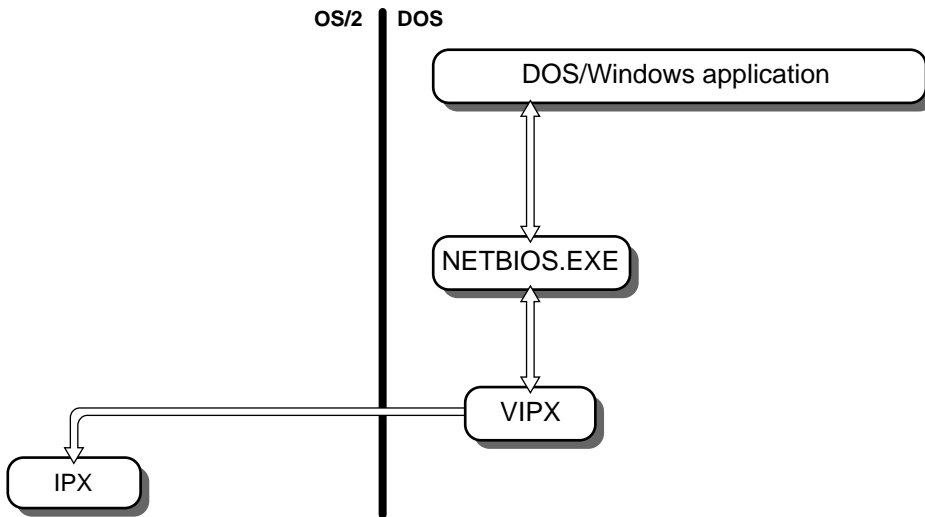 OS/2 DOS
DOS/Windows application
NETBIOS.EXE
VIPX
IPX